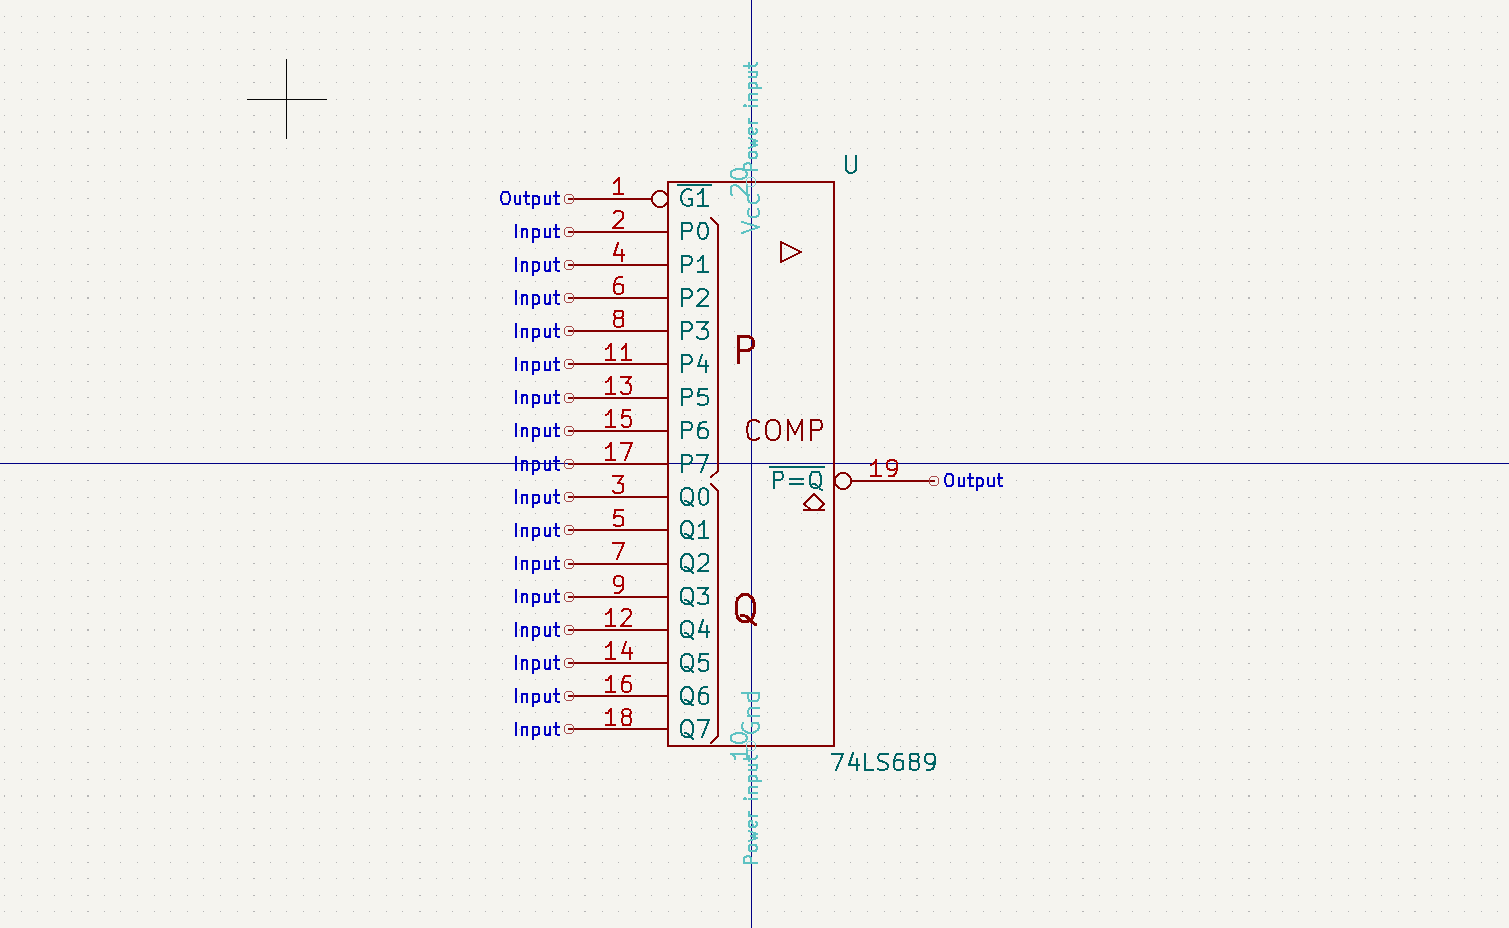 Power input
20
Vcc
U
Output 1 G1
Input 2 P0
Input 4 P1
Input 6 P2
Input 8 P3
P
Input 11 P4
Input 13 P5
Input 15 P6
COMP
Input 17 P7
P=Q 19 Output
Input 3 Q0
Input 5 Q1
Input 7 Q2
Input 9 Q3
Q
Input 12 Q4
Input 14 Q5
Input 16 Q6
Input 18 Q7
Gnd
10
Power input
74LS689